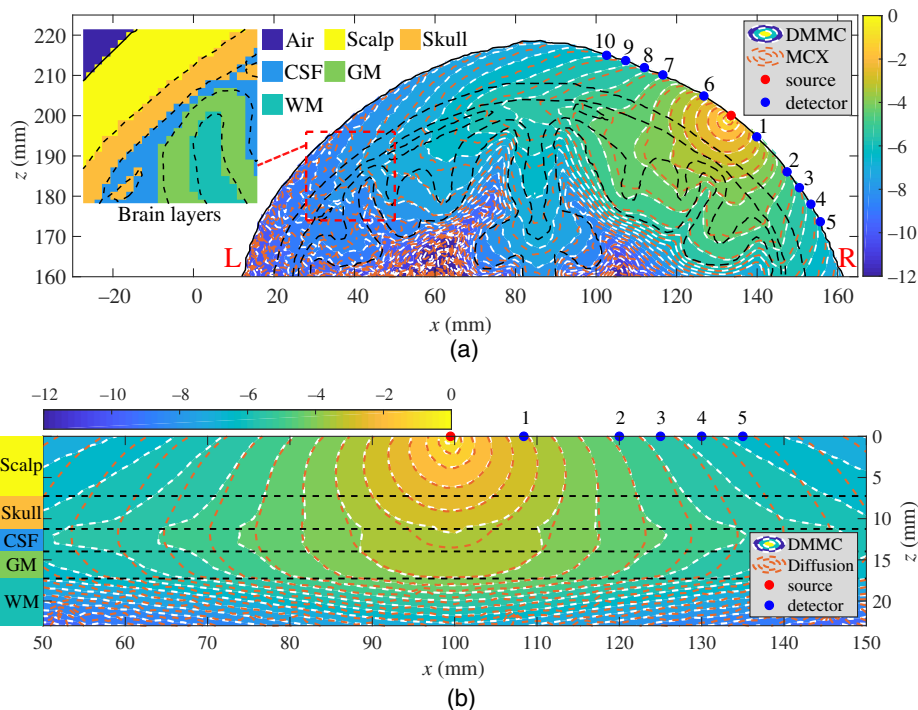 220
210
200
190
180
170
160
z (mm)
Air Scalp Skull
CSF GM
WM
Brain layers
10 9 8 7 6 1 2 3 4 5
L R
DMMC
MCX
source
detector
0
−2
−4
−6
−8
−10
−12
−20 0 20 40 60 80 100 120 140 160
x (mm)
(a)
−12 −10 −8 −6 −4 −2 0
1 2 3 4 5
Scalp
Skull
CSF
GM
WM
0
5
10
15
20
z (mm)
DMMC
Diffusion
source
detector
50 60 70 80 90 100 110 120 130 140 150
x (mm)
(b)